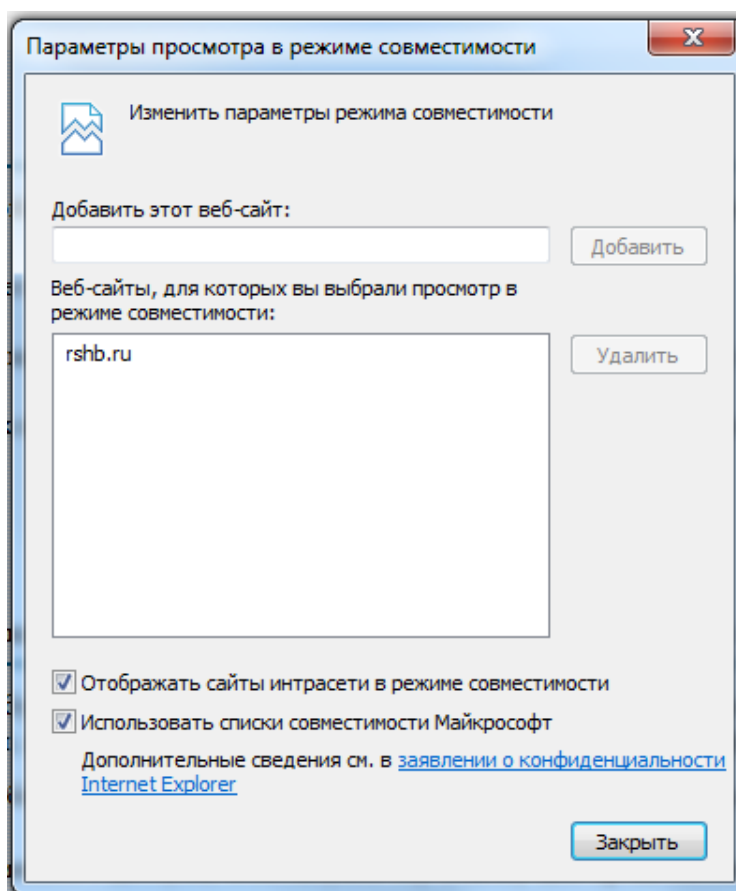 Параметры просмотра в режиме совместимости
Изменить параметры режима совместимости
Добавить этот веб-сайт:
Добавить
Веб-сайты, для которых вы выбрали просмотр в
режиме совместимости:
rshb.ru
Удалить
Отображать сайты интрасети в режиме совместимости
Использовать списки совместимости Майкрософт
Дополнительные сведения см. в заявлении о конфиденциальности
Internet Explorer
Закрыть